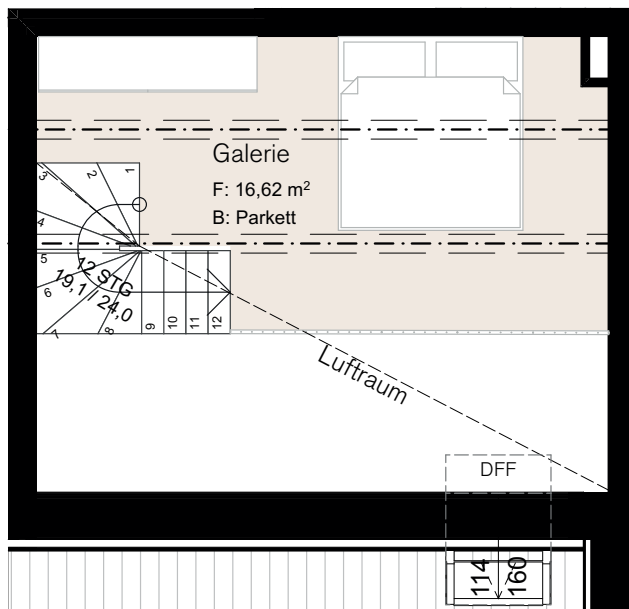 Galerie
F: 16,62 m²
B: Parkett
1
2
3
4
5
6
7
8
9
10
11
12
12 STG
19,1 / 24,0
Luftraum
DFF
114
160